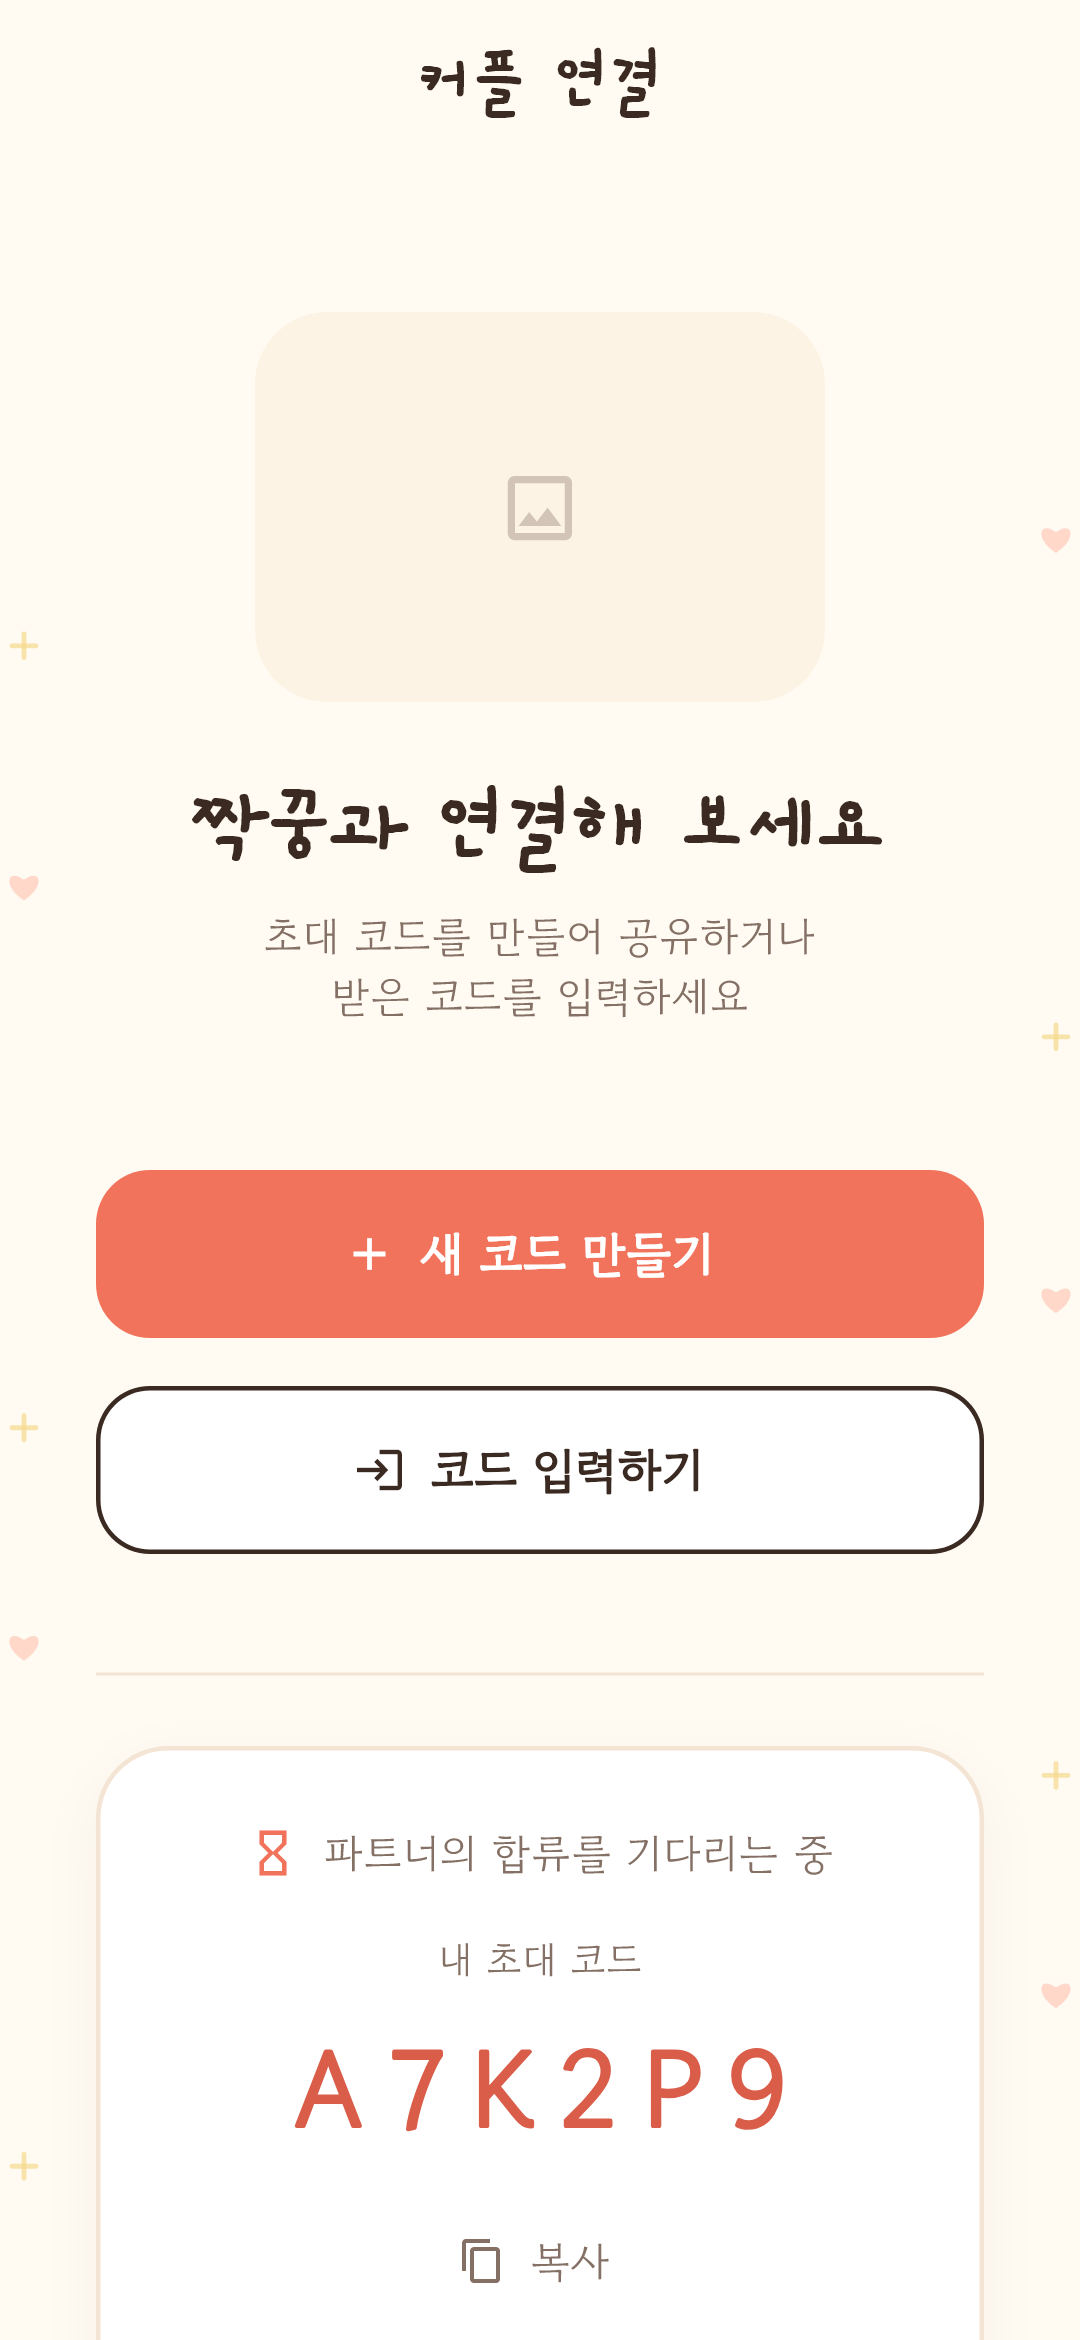 커플 연결
짝꿍과 연결해 보세요
초대 코드를 만들어 공유하거나
받은 코드를 입력하세요
새 코드 만들기
코드 입력하기
파트너의 합류를 기다리는 중
내 초대 코드
A7K2P9
복사